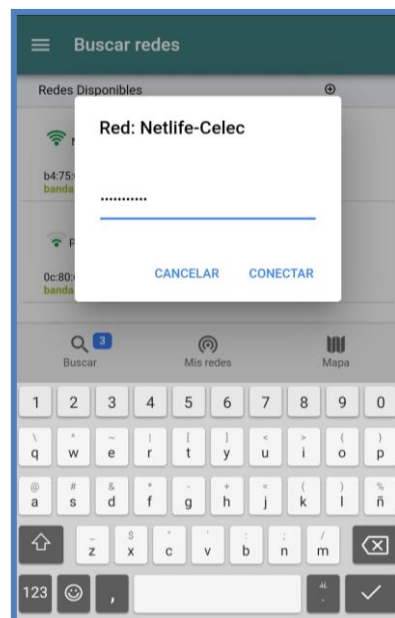 Buscar redes
Redes Disponibles
Red: Netlife-Celec
b4:75:
banda
...........
p
0c:80:
banda
CANCELAR CONECTAR
3
Buscar Mis redes Mapa
1 2 3 4 5 6 7 8 9 0
q w e r t y u i o p
a s d f g h j k l ñ
z x c v b n m
123 ,